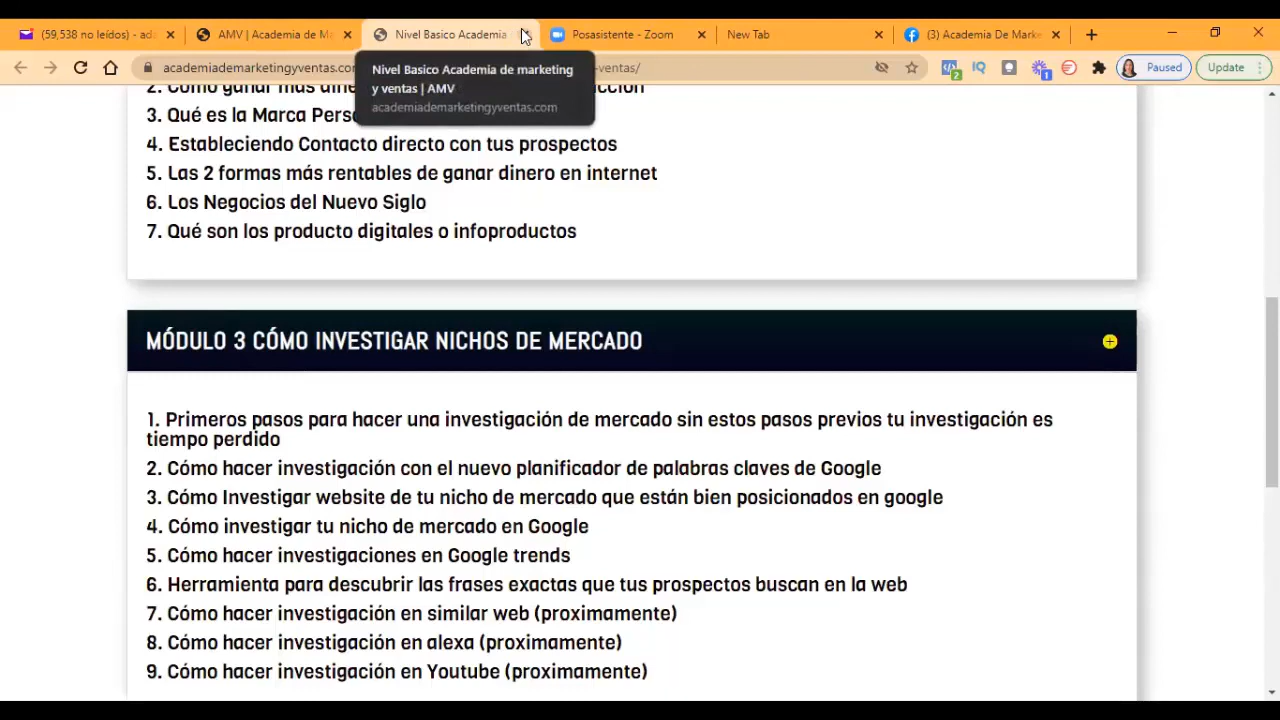 (59,538 no leídos) - ad
AMV | Academia de M
Nivel Basico Academia
Posasistente - Zoom
New Tab
(3) Academia De Marke
academiademarketingyventas.com
-ventas/
Paused
Update
Nivel Basico Academia de marketing
y ventas | AMV
academiademarketingyventas.com
2. Cómo ganar más
3. Qué es la Marca Pers
4. Estableciendo Contacto directo con tus prospectos
5. Las 2 formas más rentables de ganar dinero en internet
6. Los Negocios del Nuevo Siglo
7. Qué son los producto digitales o infoproductos
MÓDULO 3 CÓMO INVESTIGAR NICHOS DE MERCADO
1. Primeros pasos para hacer una investigación de mercado sin estos pasos previos tu investigación es
tiempo perdido
2. Cómo hacer investigación con el nuevo planificador de palabras claves de Google
3. Cómo Investigar website de tu nicho de mercado que están bien posicionados en google
4. Cómo investigar tu nicho de mercado en Google
5. Cómo hacer investigaciones en Google trends
6. Herramienta para descubrir las frases exactas que tus prospectos buscan en la web
7. Cómo hacer investigación en similar web (proximamente)
8. Cómo hacer investigación en alexa (proximamente)
9. Cómo hacer investigación en Youtube (proximamente)